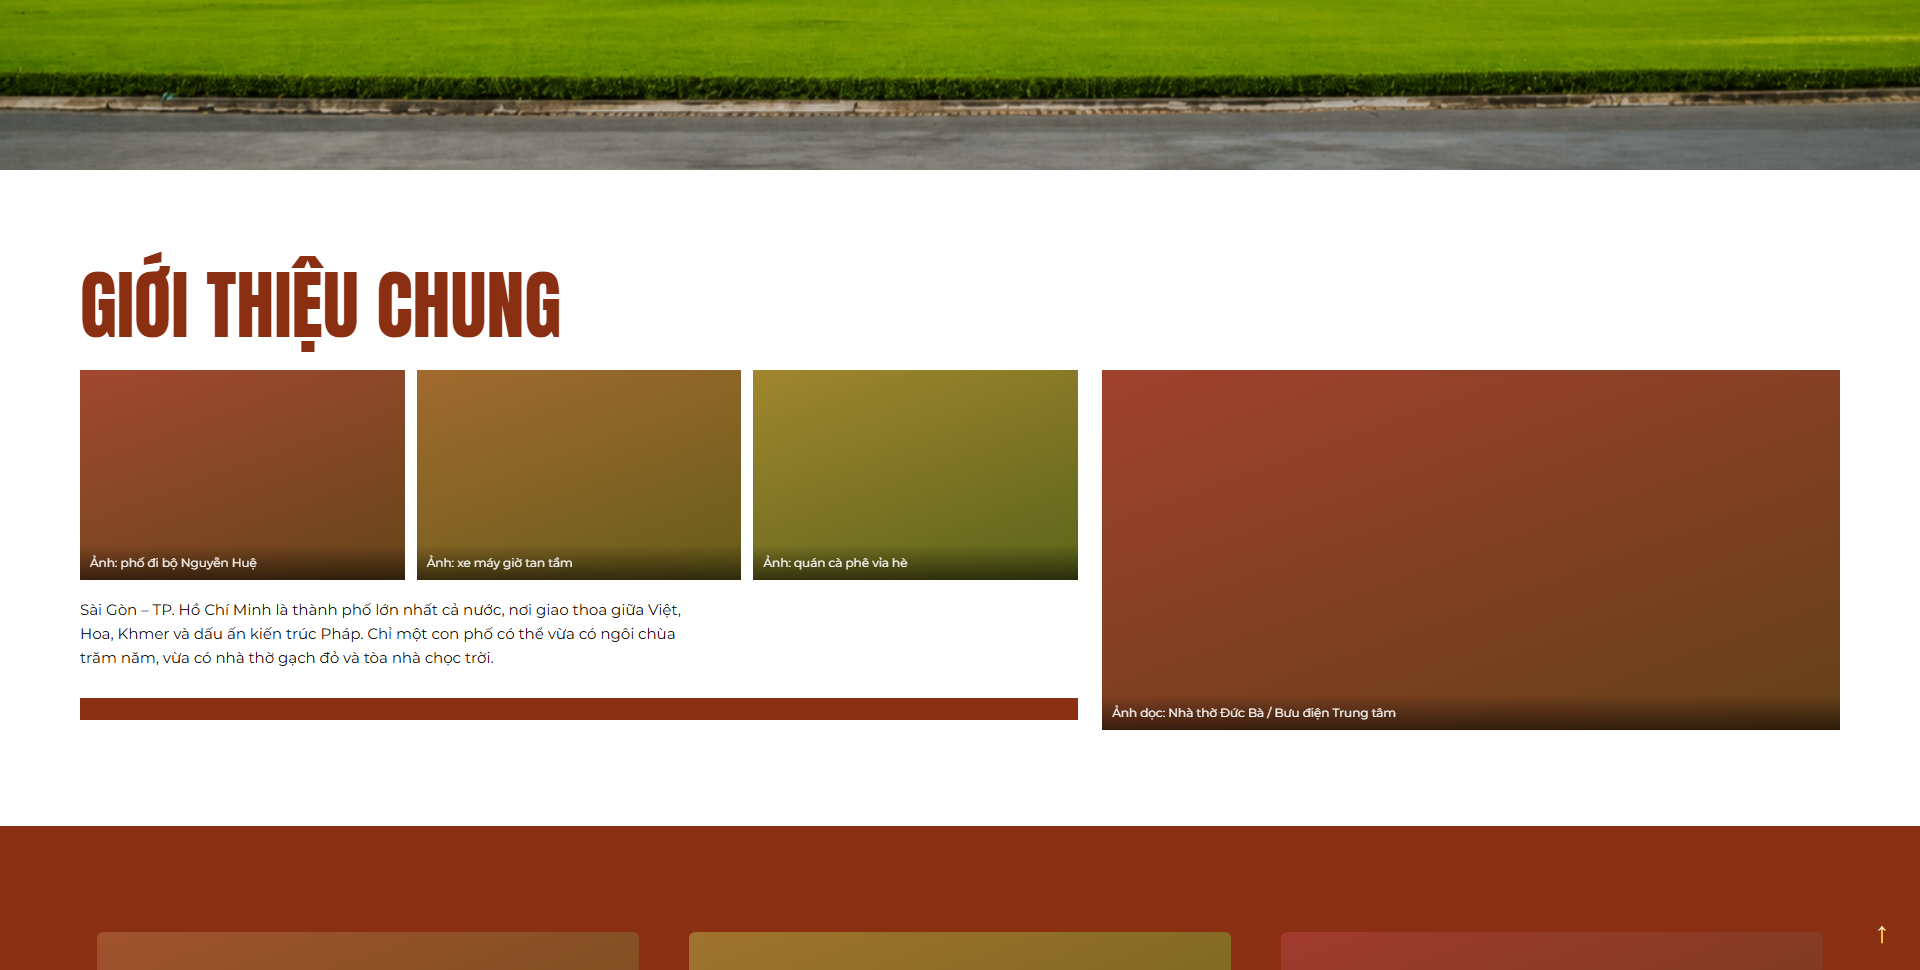 GIỚI THIỆU CHUNG
Ảnh: phố đi bộ Nguyễn Huệ
Ảnh: xe máy giờ tan tầm
Ảnh: quán cà phê vỉa hè
Sài Gòn – TP. Hồ Chí Minh là thành phố lớn nhất cả nước, nơi giao thoa giữa Việt,
Hoa, Khmer và dấu ấn kiến trúc Pháp. Chỉ một con phố có thể vừa có ngôi chùa
trăm năm, vừa có nhà thờ gạch đỏ và tòa nhà chọc trời.
Ảnh dọc: Nhà thờ Đức Bà / Bưu điện Trung tâm
↑